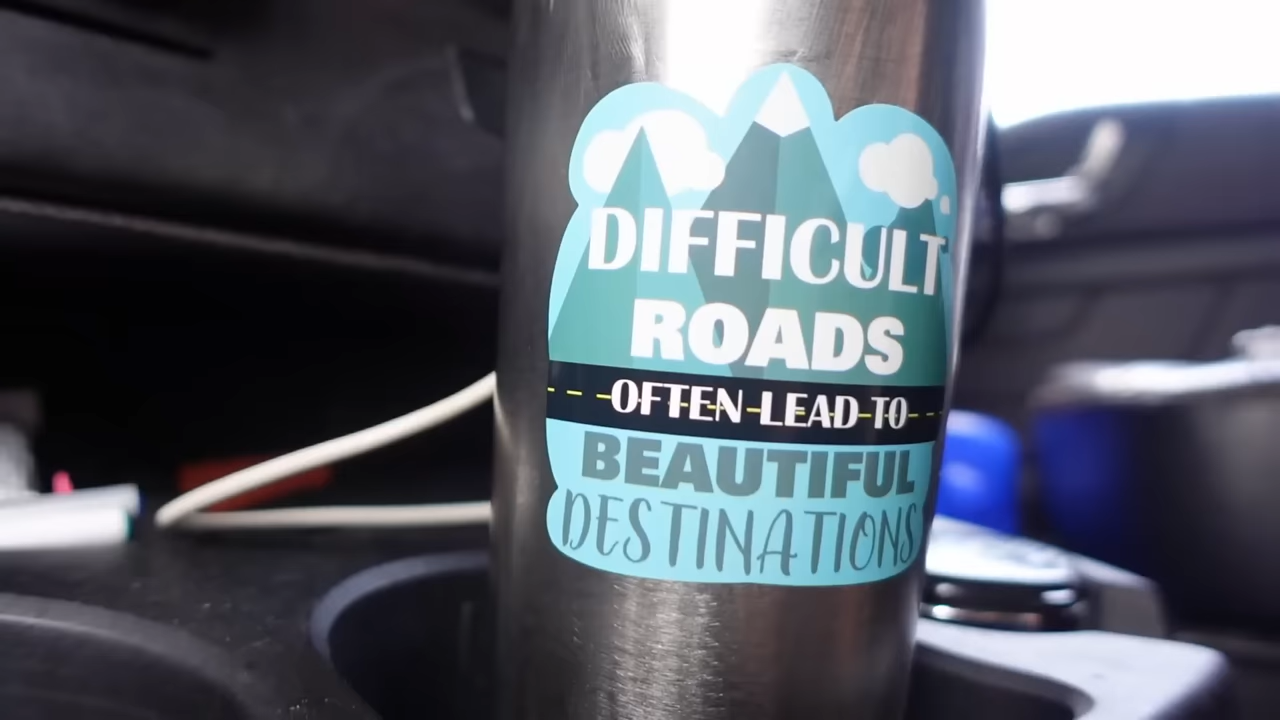 DIFFICULT
ROADS
OFTEN LEAD TO
BEAUTIFUL
DESTINATIONS